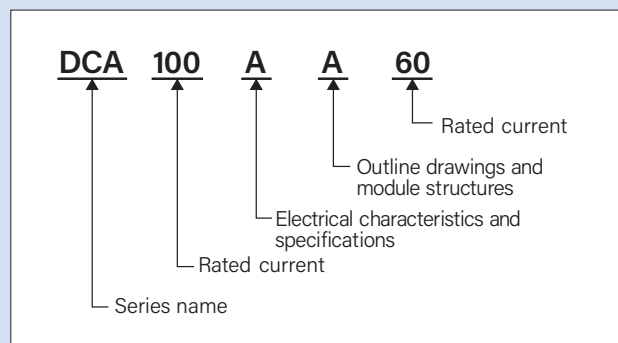 DCA 100 A A 60
Rated current
Outline drawings and
module structures
Electrical characteristics and
specifications
Rated current
Series name